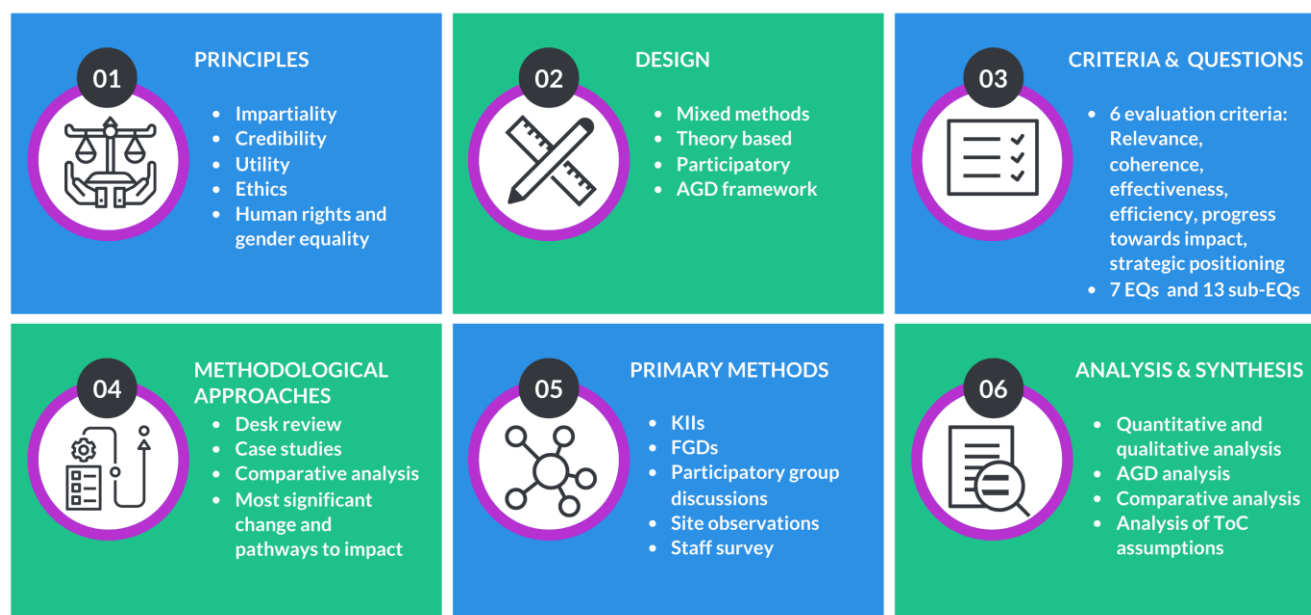 01
PRINCIPLES
• Impartiality
• Credibility
• Utility
• Ethics
• Human rights and
gender equality
02
DESIGN
• Mixed methods
• Theory based
• Participatory
• AGD framework
03
CRITERIA & QUESTIONS
• 6 evaluation criteria:
Relevance,
coherence,
effectiveness,
efficiency, progress
towards impact,
strategic positioning
• 7 EQs and 13 sub-EQs
04
METHODOLOGICAL
APPROACHES
• Desk review
• Case studies
• Comparative analysis
• Most significant
change and
pathways to impact
05
PRIMARY METHODS
• KIIs
• FGDs
• Participatory group
discussions
• Site observations
• Staff survey
06
ANALYSIS & SYNTHESIS
• Quantitative and
qualitative analysis
• AGD analysis
• Comparative analysis
• Analysis of ToC
assumptions